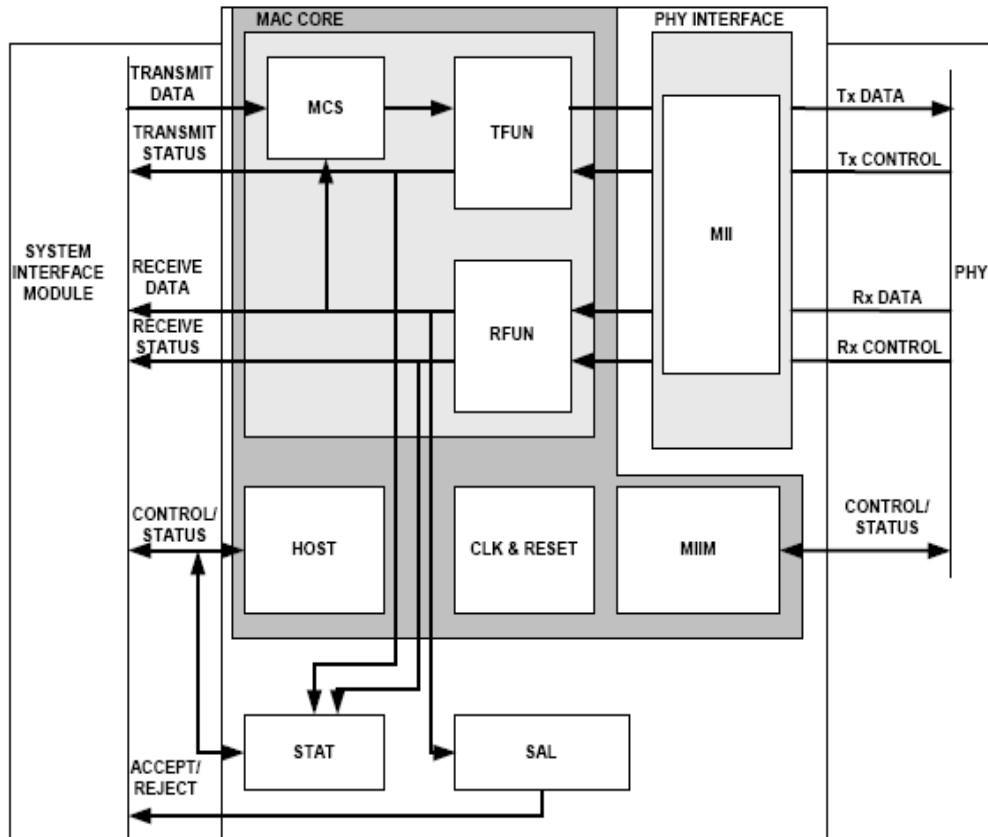 MAC CORE
PHY INTERFACE
TRANSMIT
DATA
MCS
TFUN
Tx DATA
TRANSMIT
STATUS
Tx CONTROL
MII
SYSTEM
INTERFACE
MODULE
RECEIVE
DATA
PHY
Rx DATA
RECEIVE
STATUS
RFUN
Rx CONTROL
CONTROL/
STATUS
HOST
CLK & RESET
MIIM
CONTROL/
STATUS
STAT
SAL
ACCEPT/
REJECT